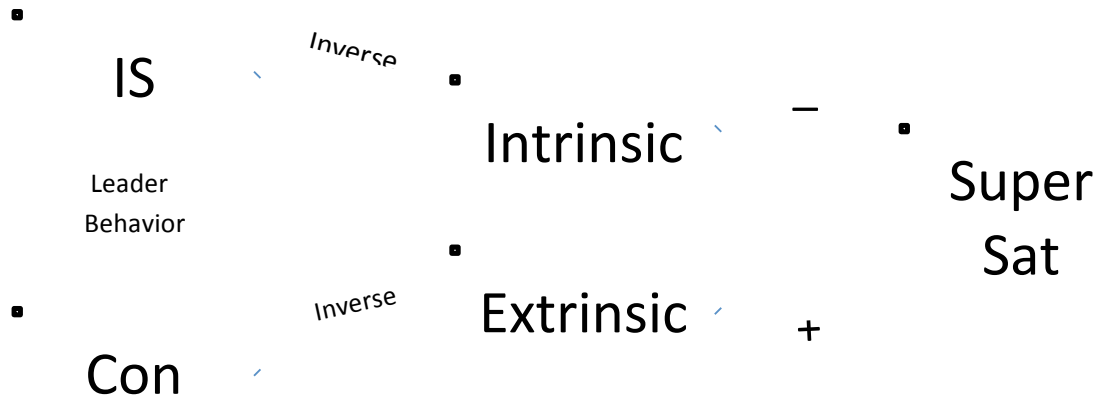 IS
Inverse
Intrinsic
–
Leader
Behavior
Super
Sat
Extrinsic
Inverse
+
Con